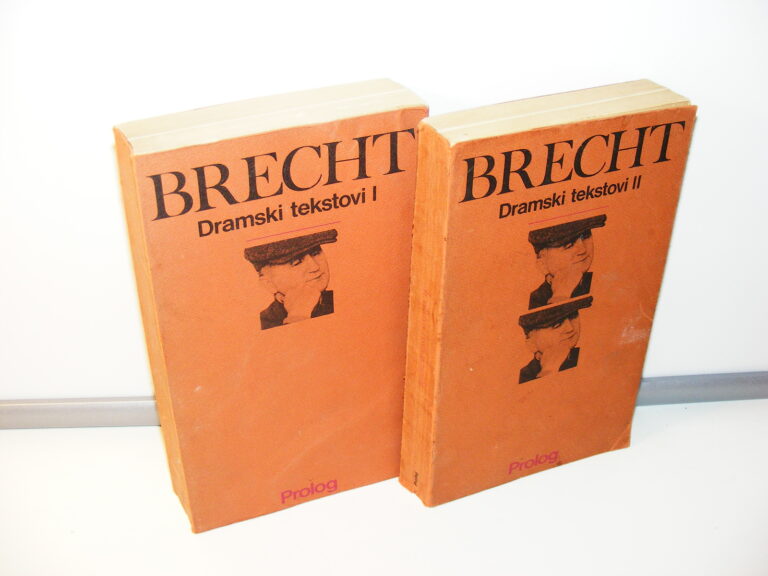 BRECHT
Dramski tekstovi I
Prolog
BRECHT
Dramski tekstovi II
Prolog